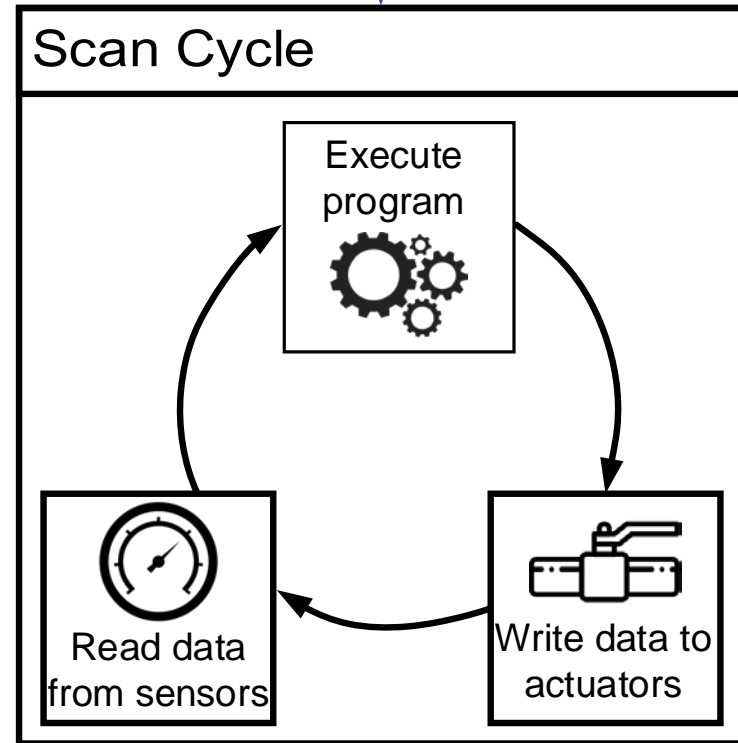 Scan Cycle
Execute
program
Read data
from sensors
Write data to
actuators